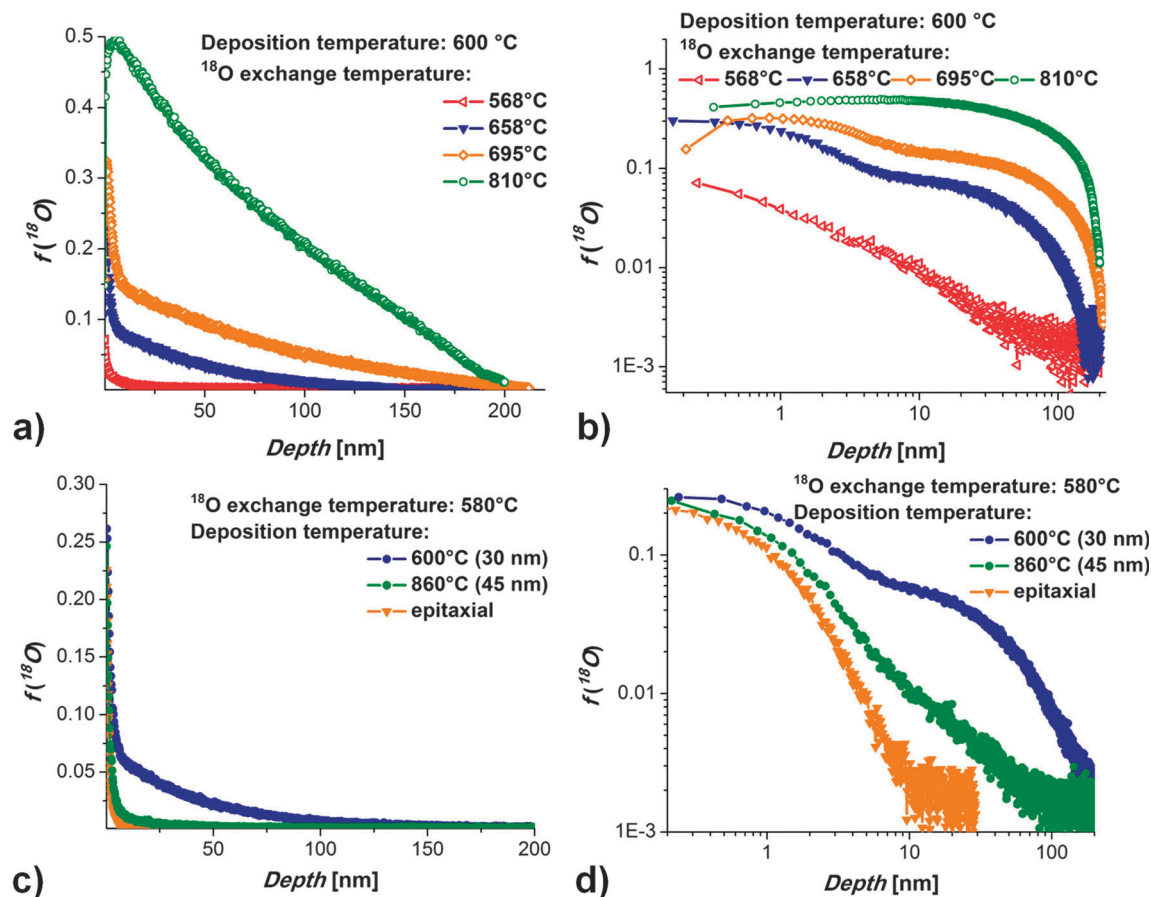 Deposition temperature: 600 °C
¹⁸O exchange temperature:
568°C
658°C
695°C
810°C
0.5
0.4
0.3
0.2
0.1
50 100 150 200
f(¹⁸O)
Depth [nm]
a)
Deposition temperature: 600 °C
¹⁸O exchange temperature:
568°C 658°C 695°C 810°C
1
0.1
0.01
1E-3
1 10 100
f(¹⁸O)
Depth [nm]
b)
¹⁸O exchange temperature: 580°C
Deposition temperature:
600°C (30 nm)
860°C (45 nm)
epitaxial
0.30
0.25
0.20
0.15
0.10
0.05
50 100 150 200
f(¹⁸O)
Depth [nm]
c)
¹⁸O exchange temperature: 580°C
Deposition temperature:
600°C (30 nm)
860°C (45 nm)
epitaxial
0.1
0.01
1E-3
1 10 100
f(¹⁸O)
Depth [nm]
d)